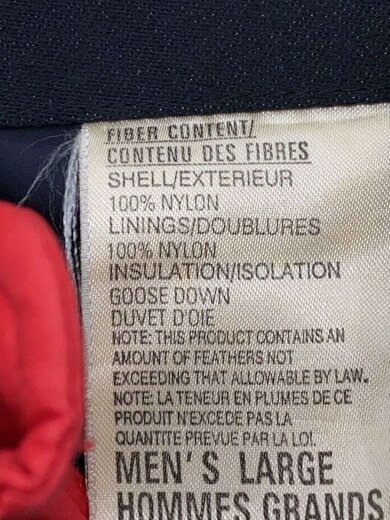 FIBER CONTENT/
CONTENU DES FIBRES
SHELL/EXTERIEUR
100% NYLON
LININGS/DOUBLURES
100% NYLON
INSULATION/ISOLATION
GOOSE DOWN
DUVET D'OIE
NOTE: THIS PRODUCT CONTAINS AN
AMOUNT OF FEATHERS NOT
EXCEEDING THAT ALLOWABLE BY LAW.
NOTE: LA TENEUR EN PLUMES DE CE
PRODUIT N'EXCEDE PAS LA
QUANTITE PREVUE PAR LA LOI.
MEN'S LARGE
HOMMES GRANDS